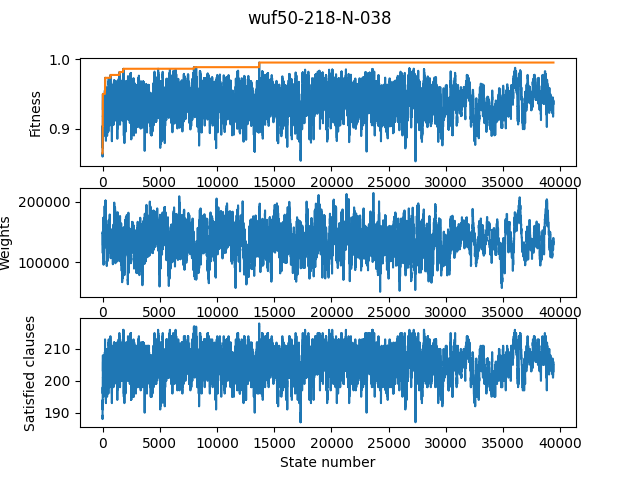 wuf50-218-N-038
1.0
0.9
Fitness
0 5000 10000 15000 20000 25000 30000 35000 40000
200000
100000
Weights
0 5000 10000 15000 20000 25000 30000 35000 40000
210
200
190
Satisfied clauses
0 5000 10000 15000 20000 25000 30000 35000 40000
State number